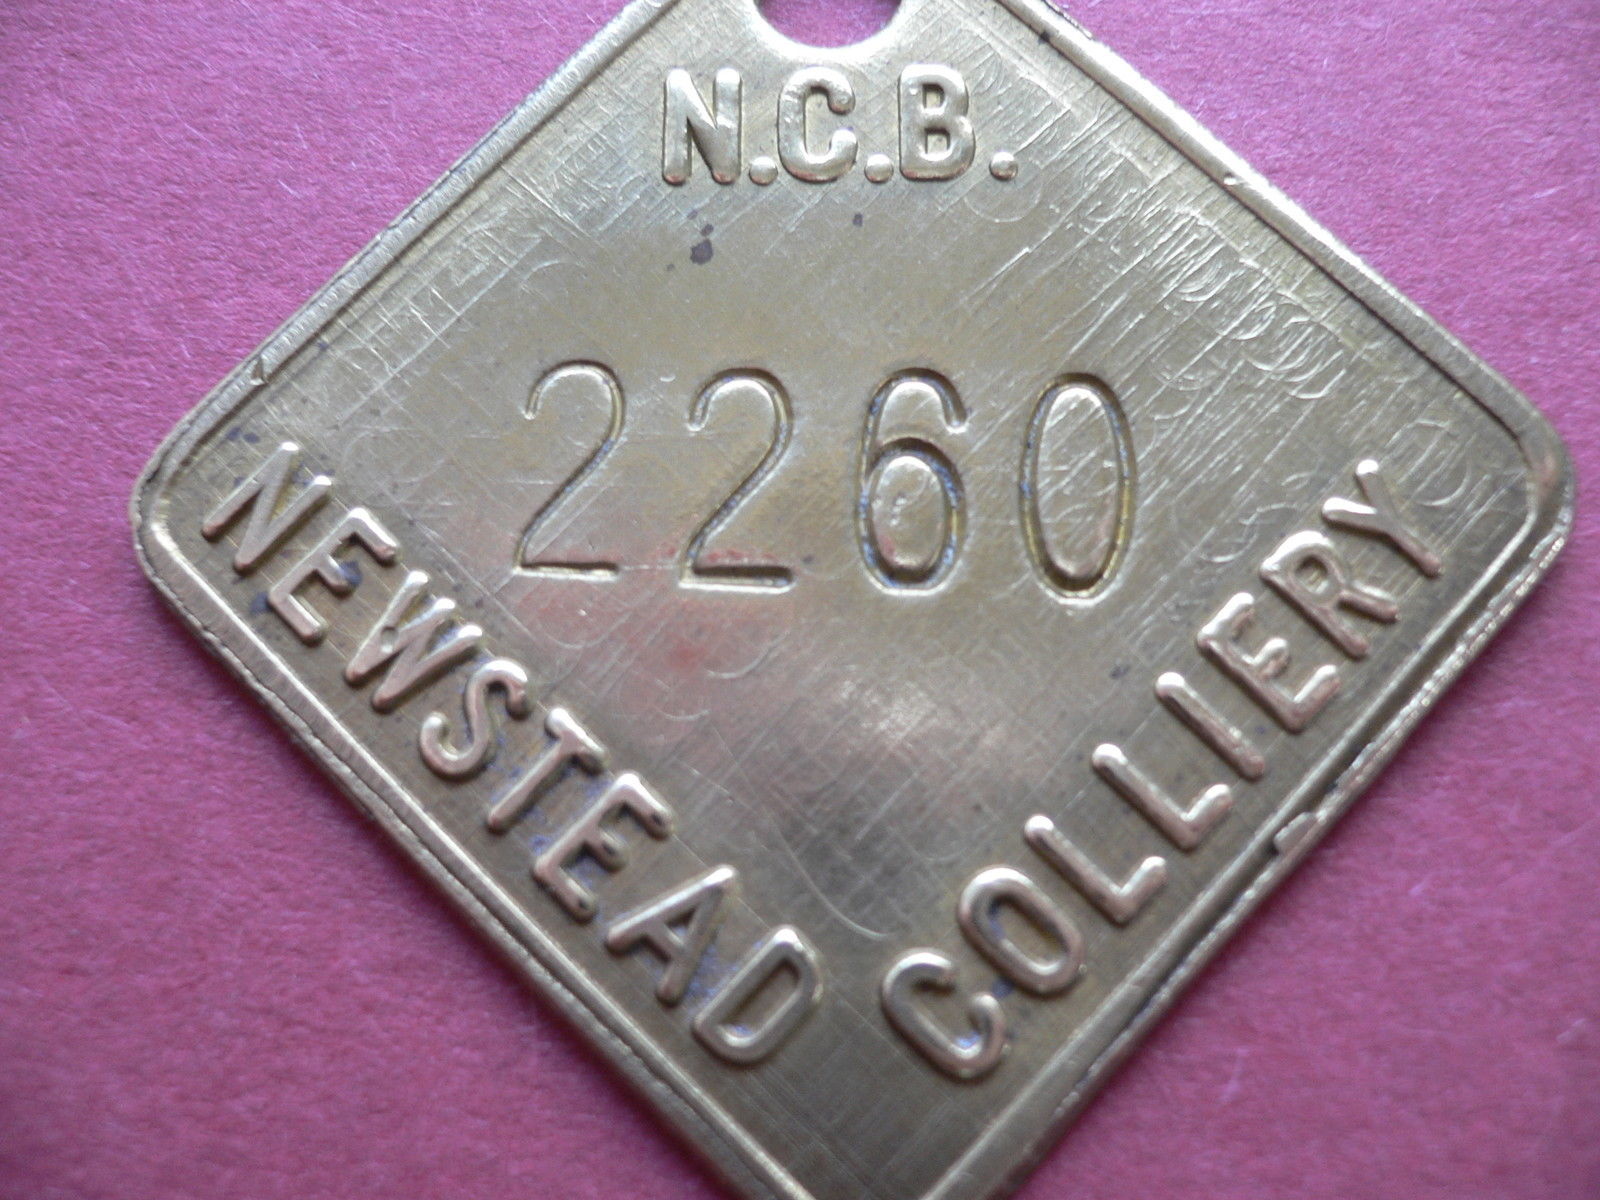 N.C.B.
2260
NEWSTEAD
COLLIERY